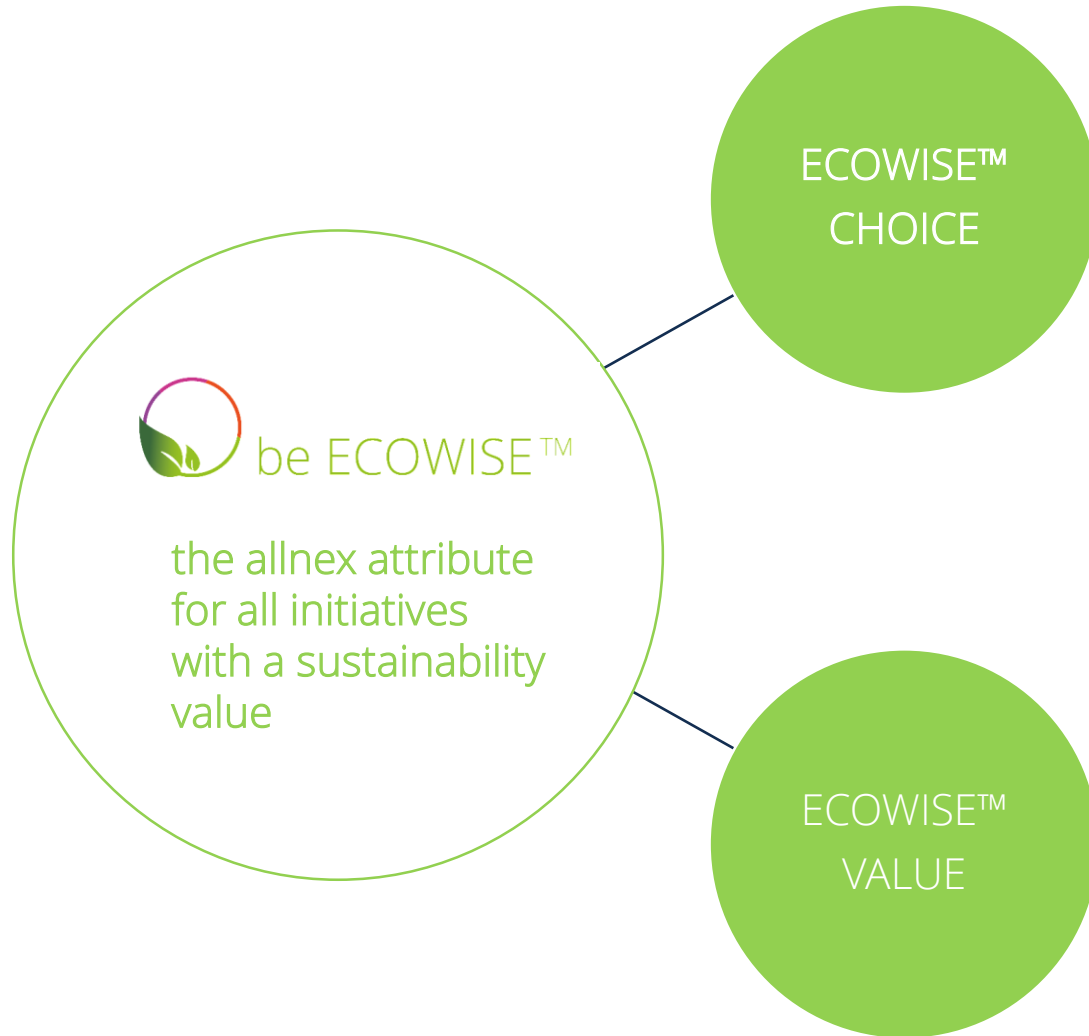 be ECOWISE™
the allnex attribute
for all initiatives
with a sustainability
value
ECOWISE™
CHOICE
ECOWISE™
VALUE